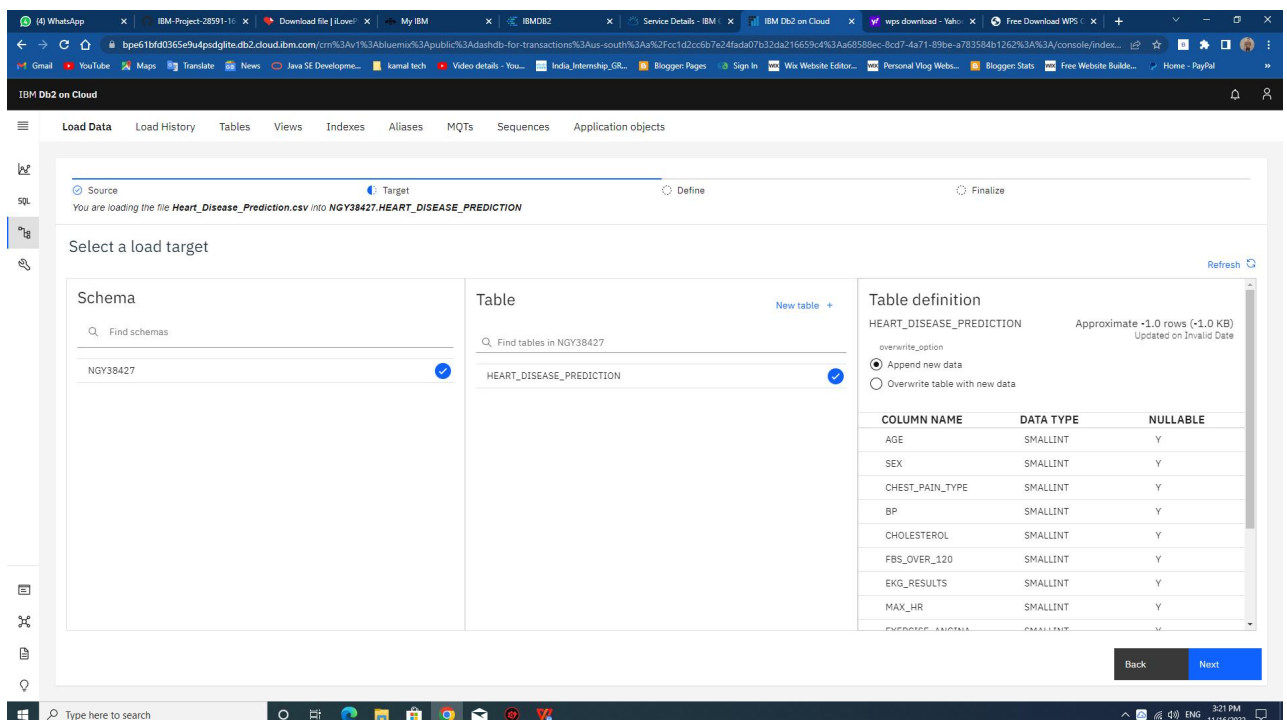 (4) WhatsApp
IBM-Project-28591-16
Download file | iLoveP
My IBM
IBMDB2
Service Details - IBM
IBM Db2 on Cloud
wps download - Yaho
Free Download WPS
bpe61bfd0365e9u4psdglite.db2.cloud.ibm.com/crn%3Av1%3Abluemix%3Apublic%3Adashdb-for-transactions%3Aus-south%3Aa%2Fcc1d2cc6b7e24fada07b32da216659c4%3Aa68588ec-8cd7-4a71-89be-a783584b1262%3A%3A/console/index...
Gmail YouTube Maps Translate News Java SE Developme... kamal tech Video details - You... India_Internship_GR... Blogger: Pages Sign In Wix Website Editor... Personal Vlog Webs... Blogger: Stats Free Website Builde... Home - PayPal
IBM Db2 on Cloud
Load Data Load History Tables Views Indexes Aliases MQTs Sequences Application objects
SQL
Source Target Define Finalize
You are loading the file Heart_Disease_Prediction.csv into NGY38427.HEART_DISEASE_PREDICTION
Select a load target
Refresh
Schema
Find schemas
NGY38427
Table
New table +
Find tables in NGY38427
HEART_DISEASE_PREDICTION
Table definition
HEART_DISEASE_PREDICTION Approximate -1.0 rows (-1.0 KB)
Updated on Invalid Date
overwrite_option
Append new data
Overwrite table with new data
COLUMN NAME DATA TYPE NULLABLE
AGE SMALLINT Y
SEX SMALLINT Y
CHEST_PAIN_TYPE SMALLINT Y
BP SMALLINT Y
CHOLESTEROL SMALLINT Y
FBS_OVER_120 SMALLINT Y
EKG_RESULTS SMALLINT Y
MAX_HR SMALLINT Y
EXERCISE_ANGINA SMALLINT Y
Back Next
Type here to search
ENG
3:21 PM
11/16/2022